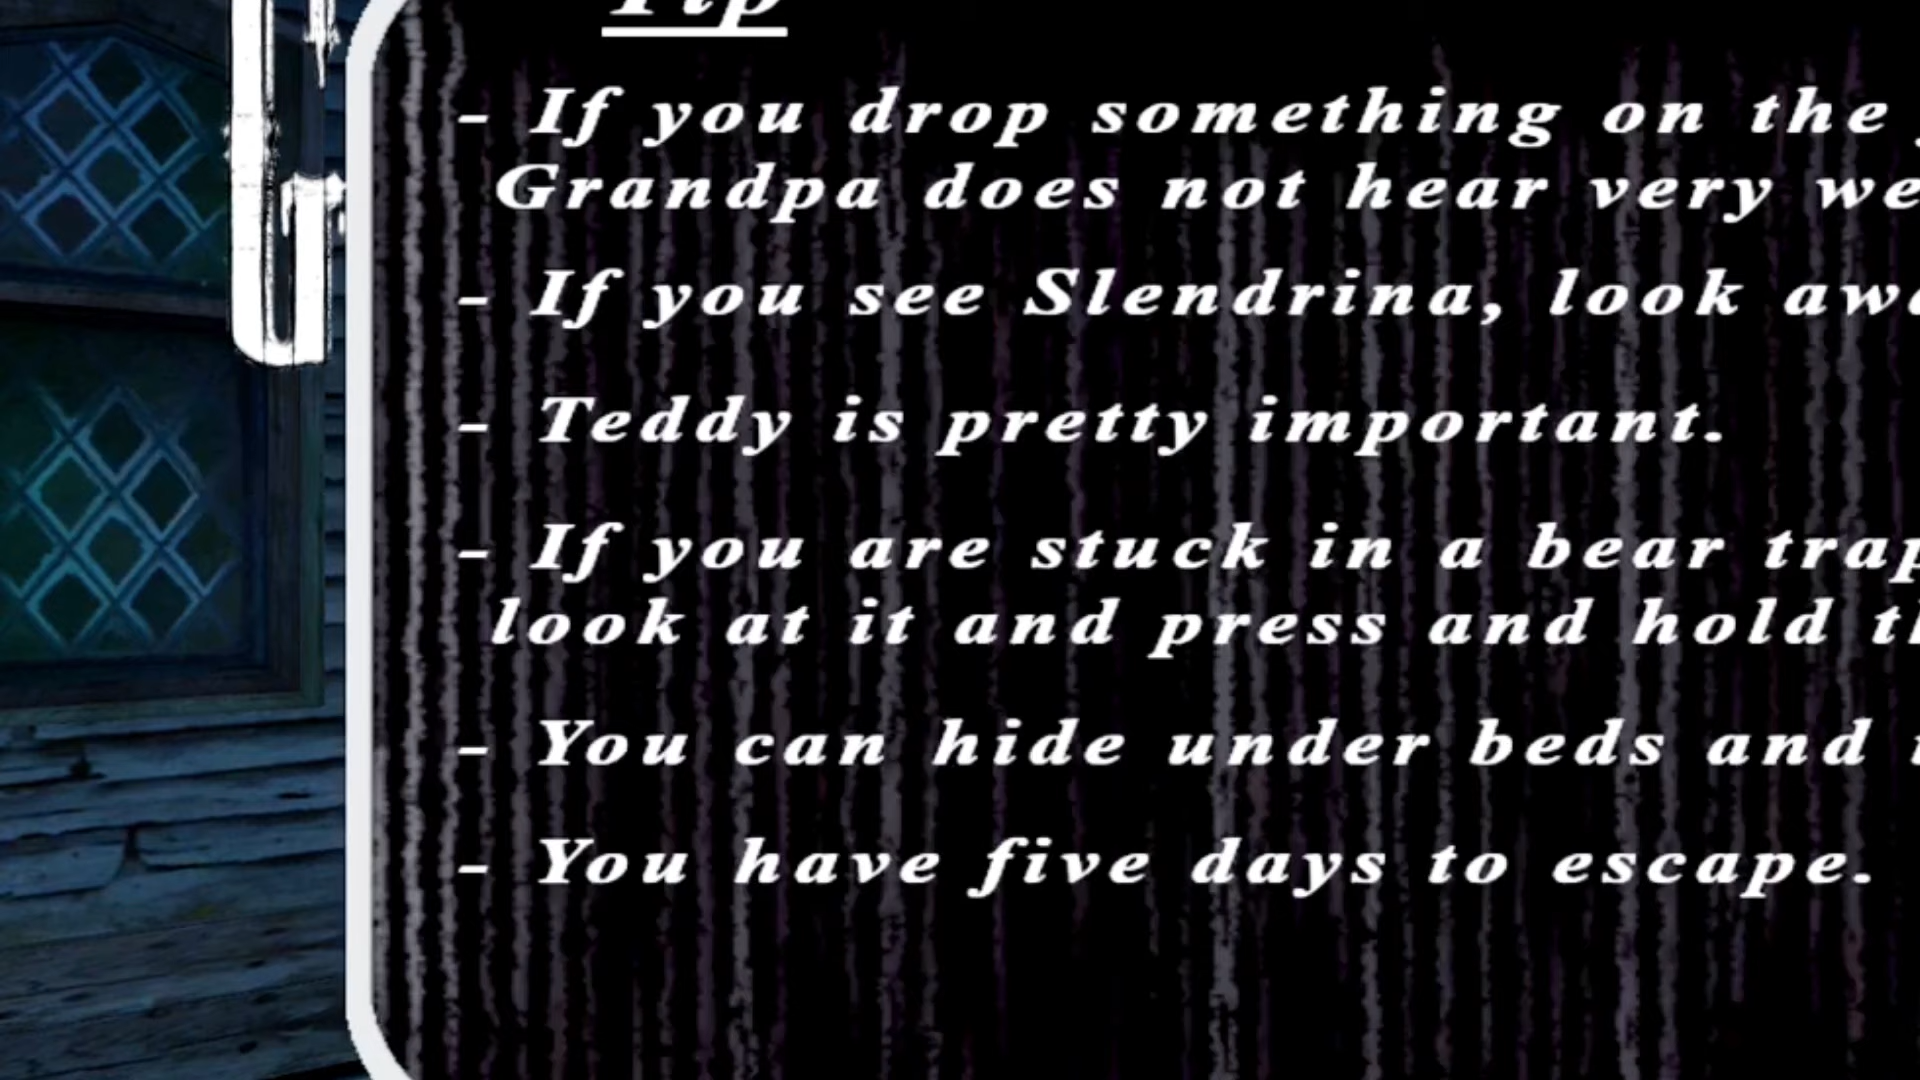 Tip
- If you drop something on the
Grandpa does not hear very
- If you see Slendrina, look
- Teddy is pretty important.
- If you are stuck in a bear
look at it and press and hold
- You can hide under beds and
- You have five days to escape.